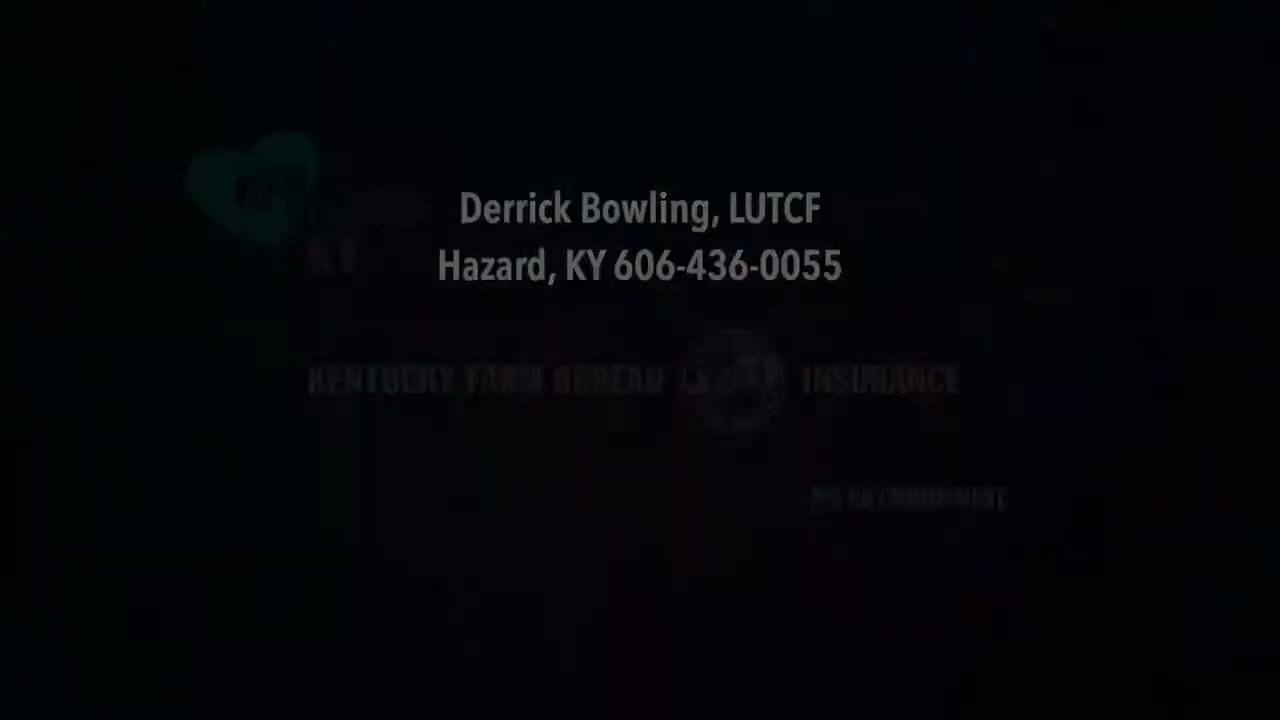 Derrick Bowling, LUTCF
Hazard, KY 606-436-0055
KENTUCKY FARM BUREAU INSURANCE